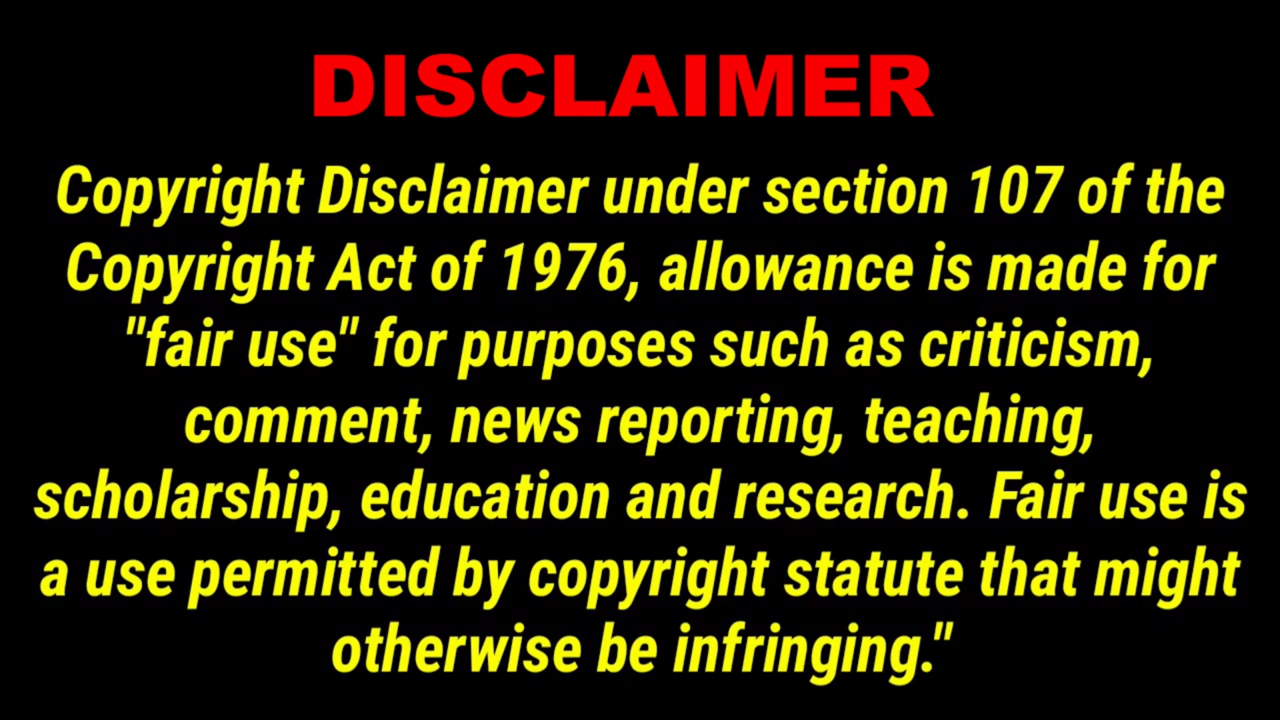 DISCLAIMER
Copyright Disclaimer under section 107 of the
Copyright Act of 1976, allowance is made for
"fair use" for purposes such as criticism,
comment, news reporting, teaching,
scholarship, education and research. Fair use is
a use permitted by copyright statute that might
otherwise be infringing."